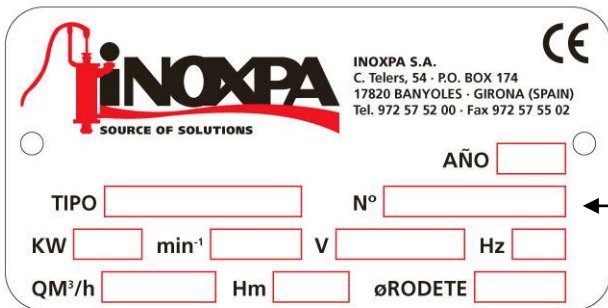 iNOXPA
SOURCE OF SOLUTIONS
INOXPA S.A.
C. Telers, 54 · P.O. BOX 174
17820 BANYOLES · GIRONA (SPAIN)
Tel. 972 57 52 00 · Fax 972 57 55 02
CE
AÑO
TIPO Nº
KW min⁻¹ V Hz
QM³/h Hm øRODETE